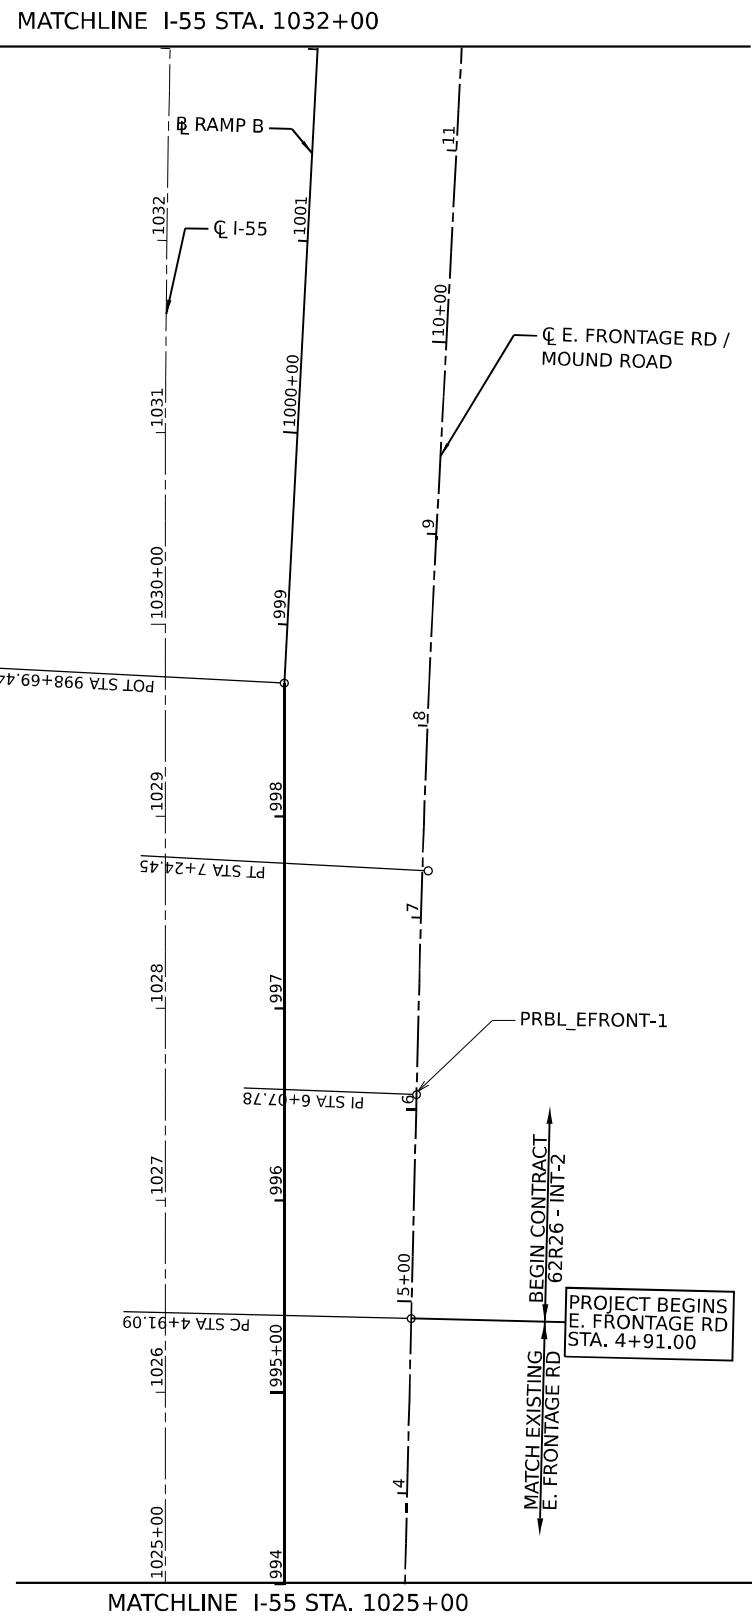 MATCHLINE I-55 STA. 1032+00
11
℄ RAMP B
1032
1001
℄ I-55
10+00
℄ E. FRONTAGE RD /
MOUND ROAD
1031
1000+00
9
1030+00
999
POT STA 998+69.44
8
1029
998
PT STA 7+24.45
7
1028
997
PRBL_EFRONT-1
PI STA 6+07.78
6
1027
996
BEGIN CONTRACT
62R26 - INT-2
5+00
PROJECT BEGINS
E. FRONTAGE RD
STA. 4+91.00
PC STA 4+91.09
1026
995+00
MATCH EXISTING
E. FRONTAGE RD
4
1025+00
994
MATCHLINE I-55 STA. 1025+00